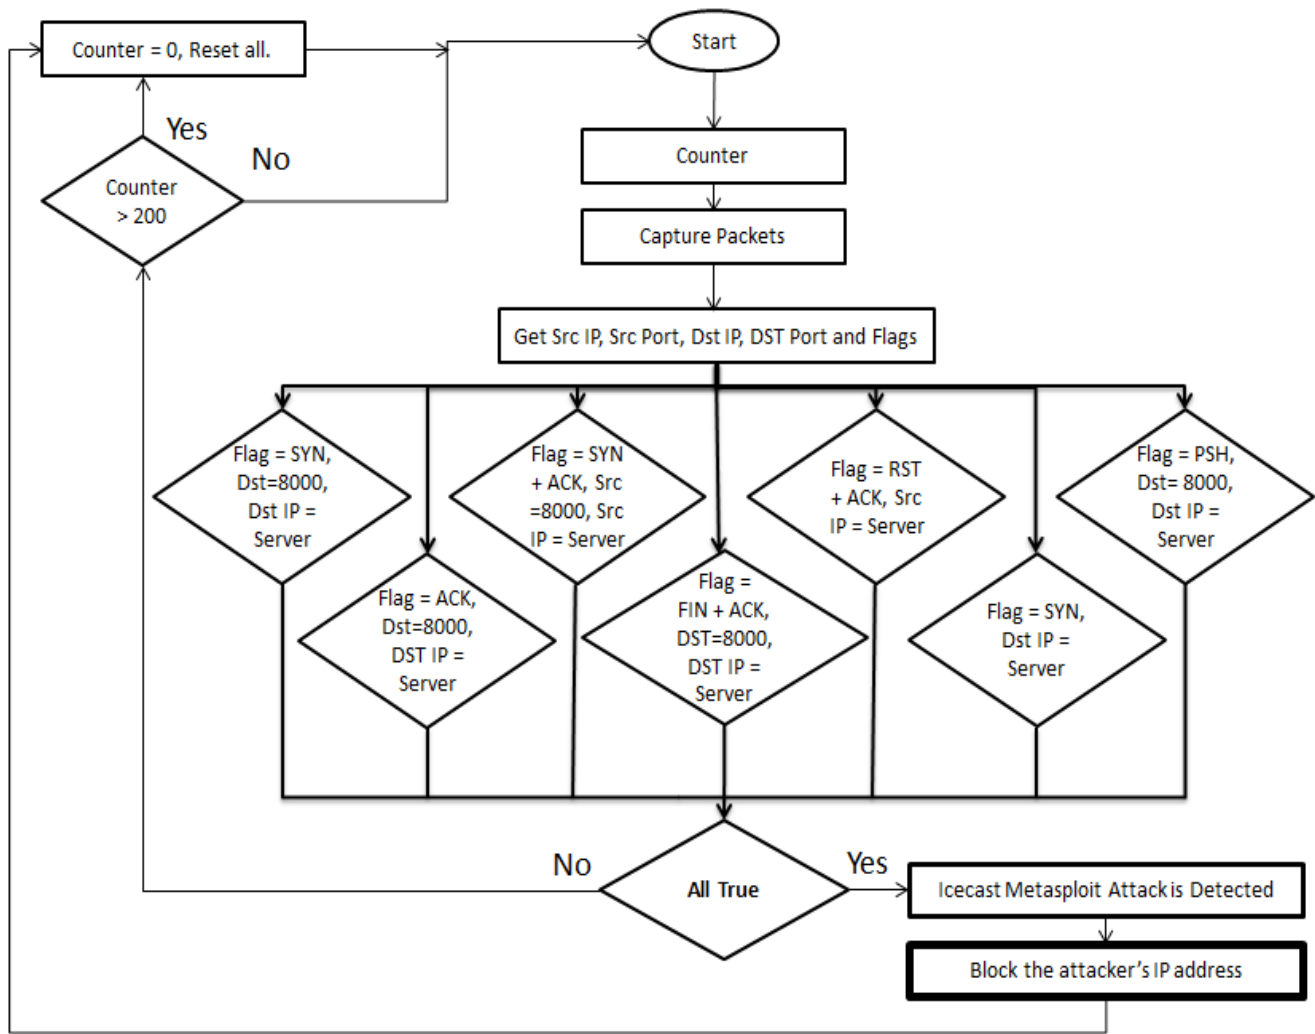 Counter = 0, Reset all.
Start
Yes
No
Counter
> 200
Counter
Capture Packets
Get Src IP, Src Port, Dst IP, DST Port and Flags
Flag = SYN,
Dst=8000,
Dst IP =
Server
Flag = SYN
+ ACK, Src
=8000, Src
IP = Server
Flag = RST
+ ACK, Src
IP = Server
Flag = PSH,
Dst= 8000,
Dst IP =
Server
Flag = ACK,
Dst=8000,
DST IP =
Server
Flag =
FIN + ACK,
DST=8000,
DST IP =
Server
Flag = SYN,
Dst IP =
Server
No
Yes
All True
Icecast Metasploit Attack is Detected
Block the attacker’s IP address